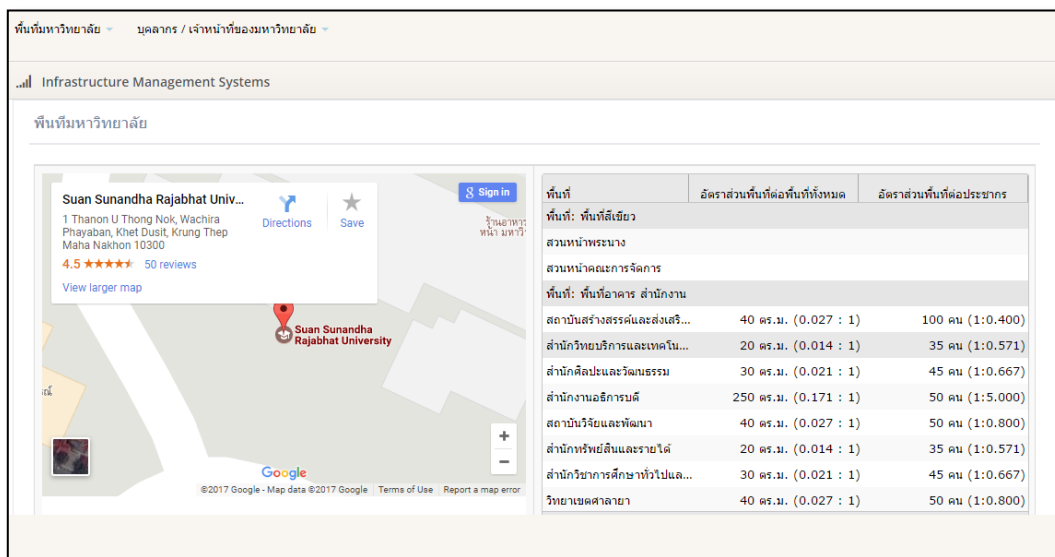 พื้นที่มหาวิทยาลัย บุคลากร / เจ้าหน้าที่ของมหาวิทยาลัย
Infrastructure Management Systems
พื้นที่มหาวิทยาลัย
Suan Sunandha Rajabhat Univ...
1 Thanon U Thong Nok, Wachira
Phayaban, Khet Dusit, Krung Thep
Maha Nakhon 10300
4.5 ★★★★★ 50 reviews
View larger map
Directions
Save
Sign in
ร้านอาหาร
หน้า มหาวิ
Suan Sunandha
Rajabhat University
ณ์
+
−
Google
©2017 Google - Map data ©2017 Google Terms of Use Report a map error
พื้นที่ อัตราส่วนพื้นที่ต่อพื้นที่ทั้งหมด อัตราส่วนพื้นที่ต่อประชากร
พื้นที่: พื้นที่สีเขียว
สวนหน้าพระนาง
สวนหน้าคณะการจัดการ
พื้นที่: พื้นที่อาคาร สำนักงาน
สถาบันสร้างสรรค์และส่งเสริ... 40 ตร.ม. (0.027 : 1) 100 คน (1:0.400)
สำนักวิทยบริการและเทคโน... 20 ตร.ม. (0.014 : 1) 35 คน (1:0.571)
สำนักศิลปะและวัฒนธรรม 30 ตร.ม. (0.021 : 1) 45 คน (1:0.667)
สำนักงานอธิการบดี 250 ตร.ม. (0.171 : 1) 50 คน (1:5.000)
สถาบันวิจัยและพัฒนา 40 ตร.ม. (0.027 : 1) 50 คน (1:0.800)
สำนักทรัพย์สินและรายได้ 20 ตร.ม. (0.014 : 1) 35 คน (1:0.571)
สำนักวิชาการศึกษาทั่วไปแล... 30 ตร.ม. (0.021 : 1) 45 คน (1:0.667)
วิทยาเขตศาลายา 40 ตร.ม. (0.027 : 1) 50 คน (1:0.800)